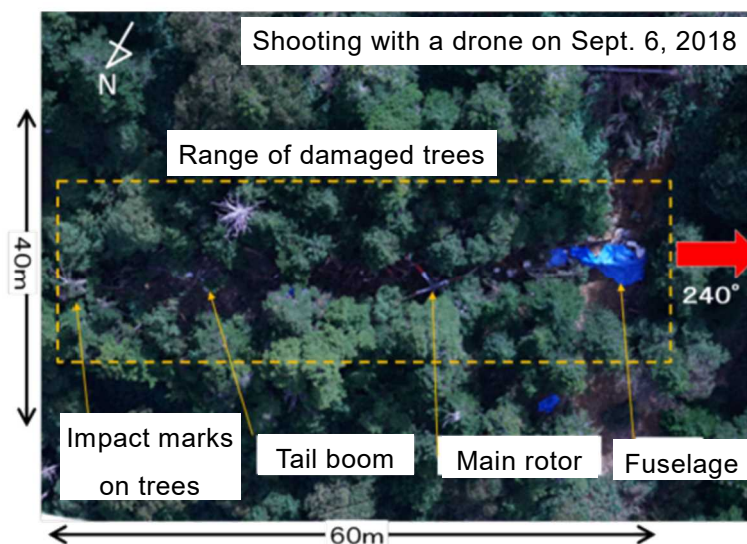 Shooting with a drone on Sept. 6, 2018
N
Range of damaged trees
40m
240°
Impact marks
on trees
Tail boom
Main rotor
Fuselage
60m